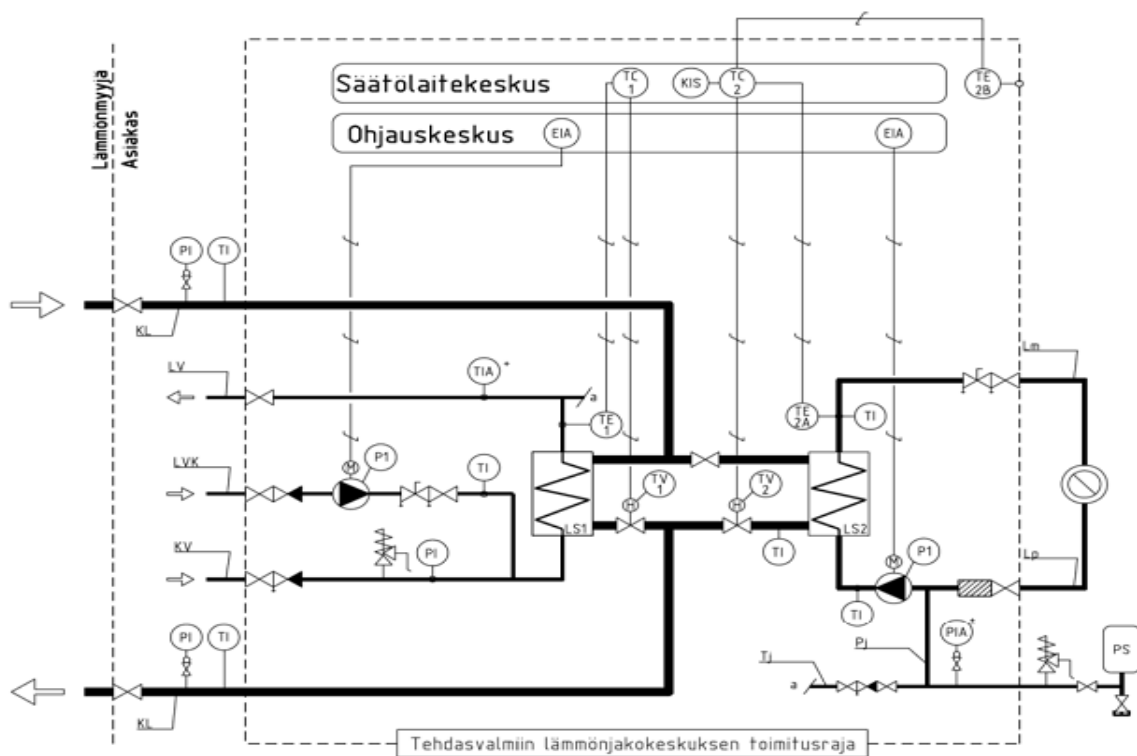 TE
2B
TC
1
KIS
TC
2
Säätölaitekeskus
Ohjauskeskus
EIA
EIA
Lämmönmyyjä
Asiakas
PI
TI
KL
Lm
LV
TIA +
a
TE
1
TE
2A
TI
LVK
M
P1
TI
TV
1
M
TV
2
M
LS1
LS2
KV
PI
TI
M
P1
Lp
TI
PI
TI
KL
Pj
PIA +
PS
Tj
a
Tehdasvalmiin lämmönjakokeskuksen toimitusraja